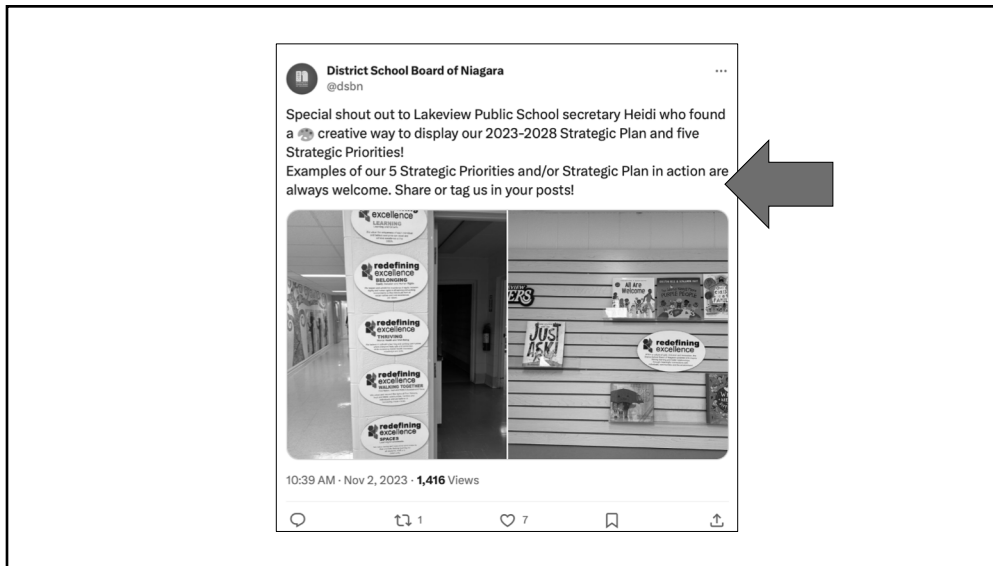 District School Board of Niagara
@dsbn
Special shout out to Lakeview Public School secretary Heidi who found
a 🎨 creative way to display our 2023-2028 Strategic Plan and five
Strategic Priorities!
Examples of our 5 Strategic Priorities and/or Strategic Plan in action are
always welcome. Share or tag us in your posts!
excellence
LEARNING
redefining
excellence
BELONGING
redefining
excellence
THRIVING
redefining
excellence
WALKING TOGETHER
redefining
excellence
SPACES
All Are
Welcome
PURPLE PEOPLE
JUST
ASK!
redefining
excellence
10:39 AM · Nov 2, 2023 · 1,416 Views
1
7